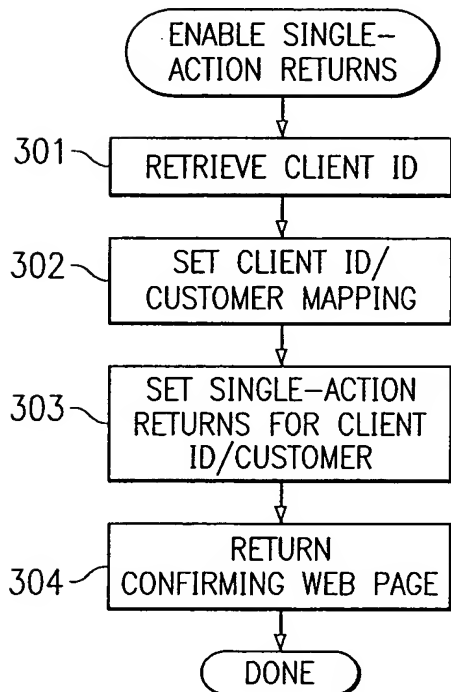 ENABLE SINGLE-
ACTION RETURNS
301
RETRIEVE CLIENT ID
302
SET CLIENT ID/
CUSTOMER MAPPING
303
SET SINGLE-ACTION
RETURNS FOR CLIENT
ID/CUSTOMER
304
RETURN
CONFIRMING WEB PAGE
DONE